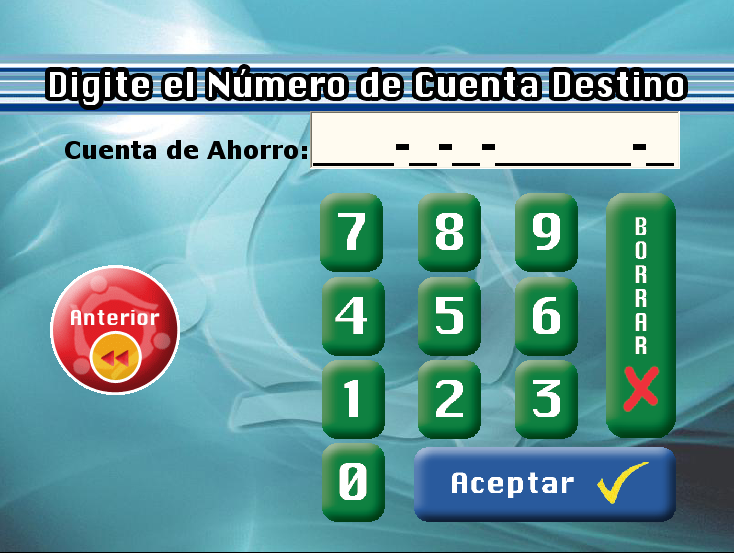 Digite el Número de Cuenta Destino
Cuenta de Ahorro: ____-_-_-_______-_
7 8 9
BORRAR
4 5 6
Anterior
1 2 3
0 Aceptar